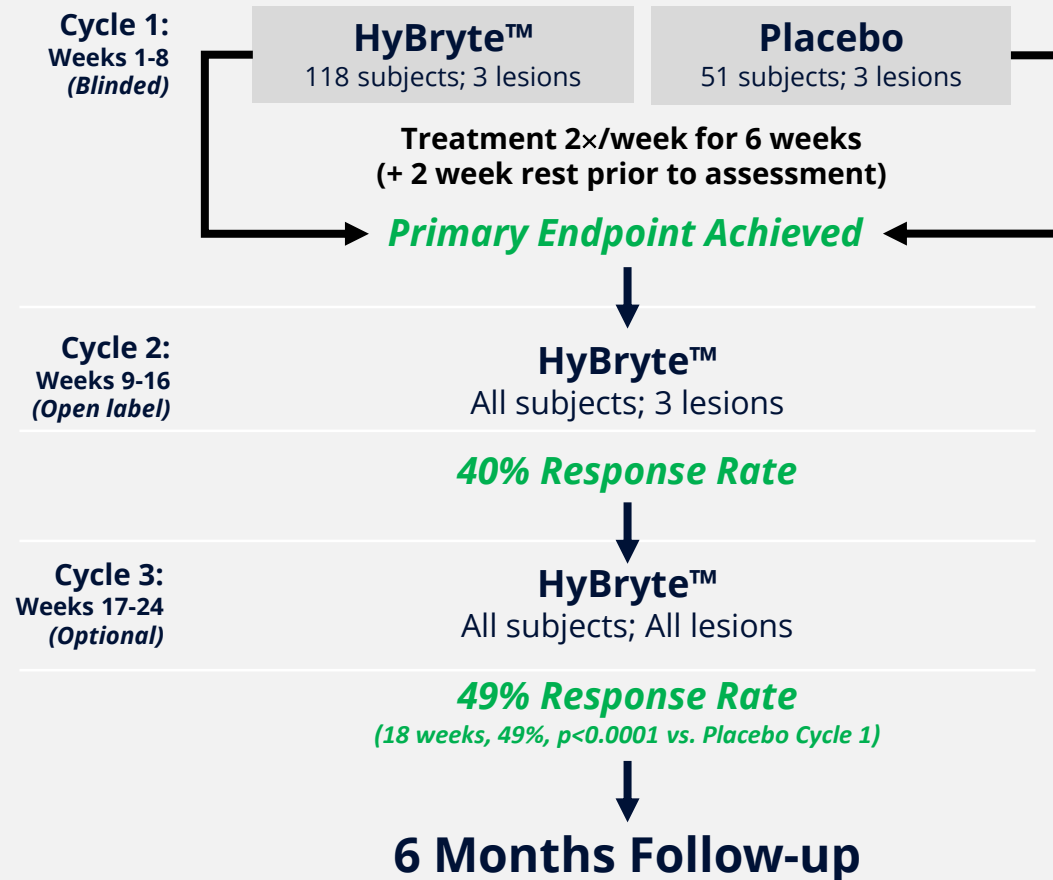 Cycle 1:
Weeks 1-8
(Blinded)
HyBryte™
118 subjects; 3 lesions
Placebo
51 subjects; 3 lesions
Treatment 2×/week for 6 weeks
(+ 2 week rest prior to assessment)
Primary Endpoint Achieved
Cycle 2:
Weeks 9-16
(Open label)
HyBryte™
All subjects; 3 lesions
40% Response Rate
Cycle 3:
Weeks 17-24
(Optional)
HyBryte™
All subjects; All lesions
49% Response Rate
(18 weeks, 49%, p<0.0001 vs. Placebo Cycle 1)
6 Months Follow-up